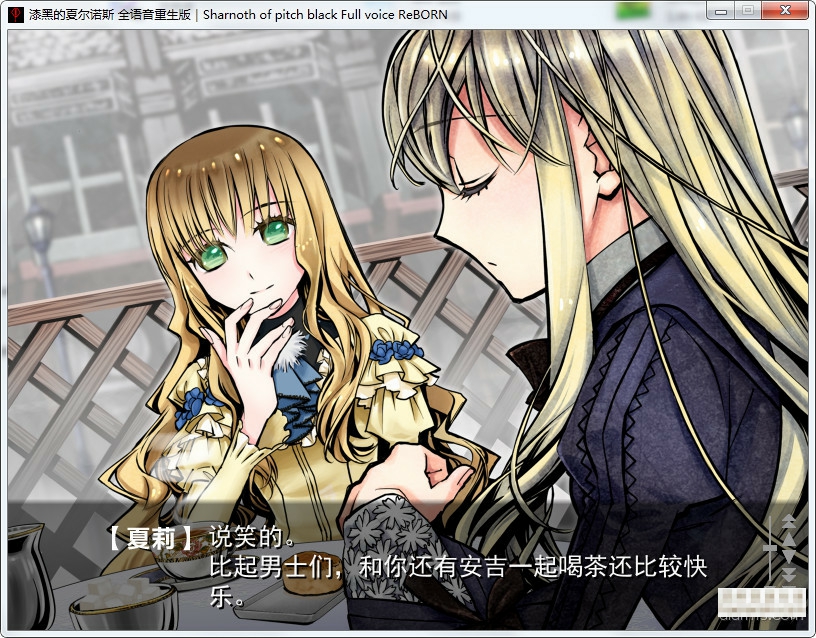 漆黑的夏尔诺斯 全语音重生版 | Sharnoth of pitch black Full voice ReBORN
【 夏莉 】 说笑的。
比起男士们，和你还有安吉一起喝茶还比较快
乐。